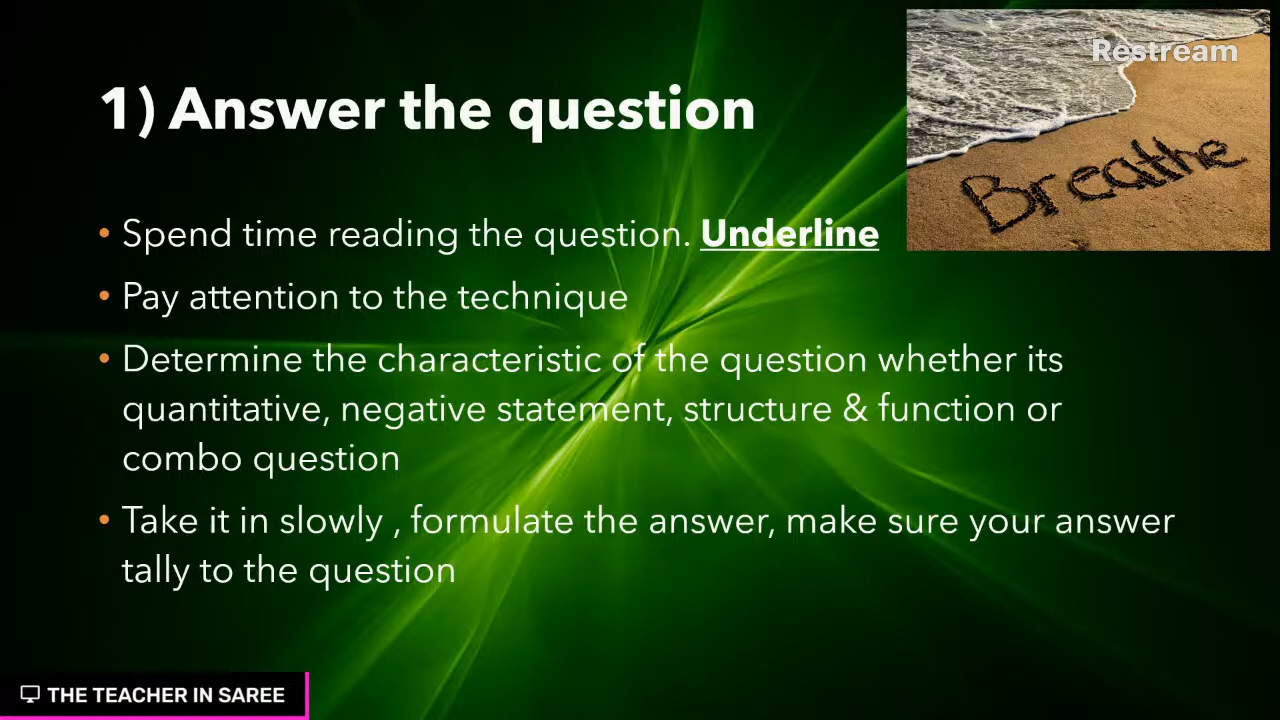 Restream
1) Answer the question
Breathe
• Spend time reading the question. Underline
• Pay attention to the technique
• Determine the characteristic of the question whether its
quantitative, negative statement, structure & function or
combo question
• Take it in slowly , formulate the answer, make sure your answer
tally to the question
THE TEACHER IN SAREE